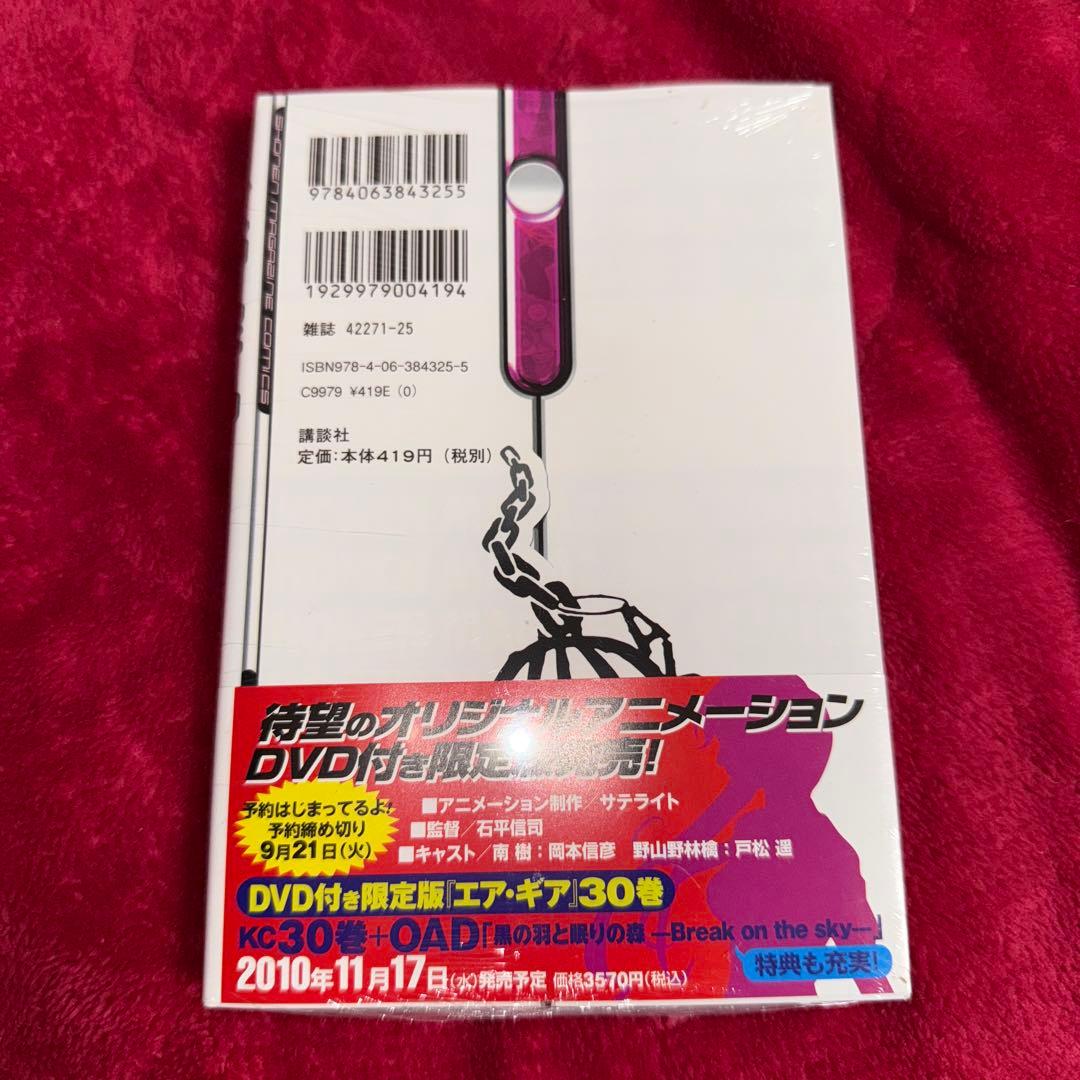 SHONEN MAGAZINE COMICS
9784063843255
1929979004194
雑誌 42271-25
ISBN978-4-06-384325-5
C9979 ¥419E (0)
講談社
定価:本体419円(税別)
待望のオリジナルアニメーション
DVD付き限定版発売!
予約はじまってるよ!
予約締め切り
9月21日(火)
■アニメーション制作/サテライト
■監督/石平信司
■キャスト/南 樹:岡本信彦 野山野林檎:戸松 遥
DVD付き限定版『エア・ギア』30巻
KC30巻+OAD「黒の羽と眠りの森 ―Break on the sky―」
2010年11月17日(水)発売予定 価格3570円(税込)
特典も充実!